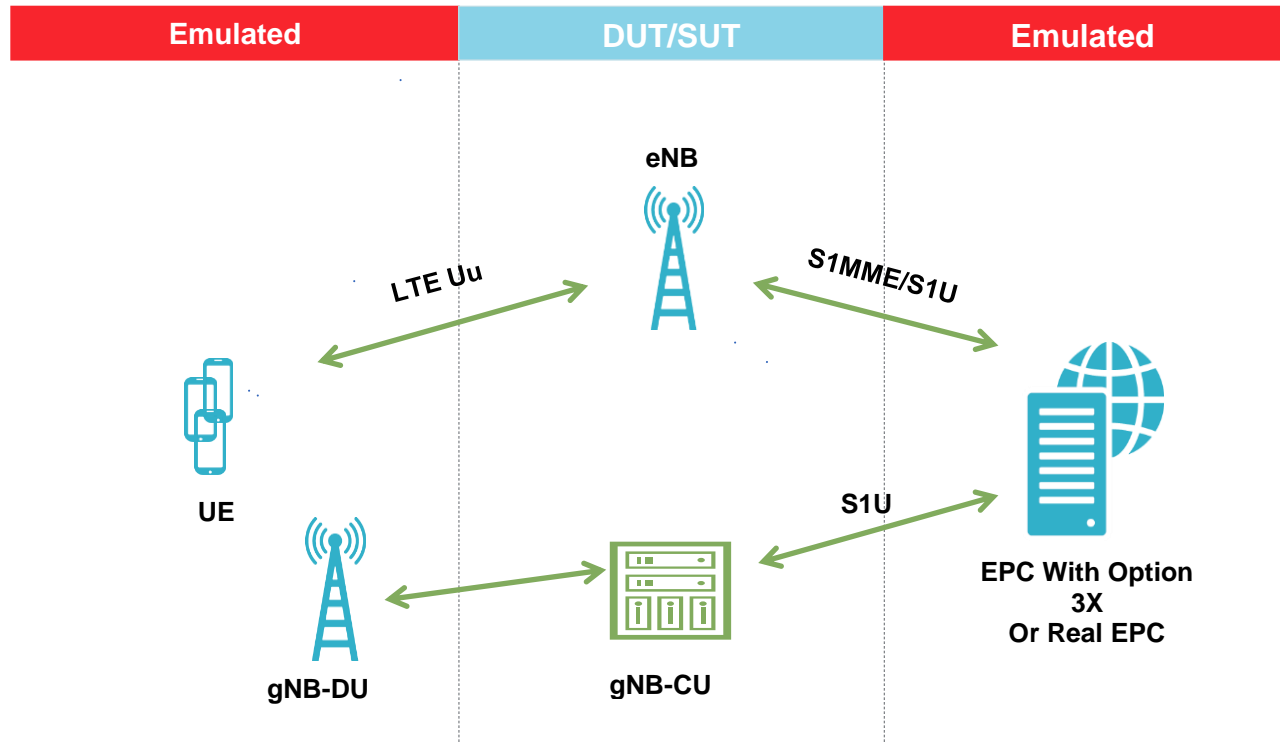 Emulated
DUT/SUT
Emulated
eNB
LTE Uu
S1MME/S1U
UE
S1U
EPC With Option
3X
Or Real EPC
gNB-DU
gNB-CU